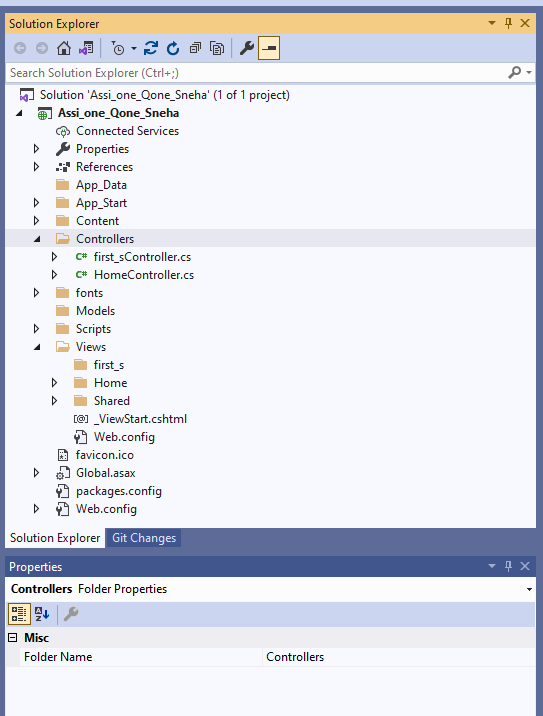 Solution Explorer
Search Solution Explorer (Ctrl+;)
Solution 'Assi_one_Qone_Sneha' (1 of 1 project)
Assi_one_Qone_Sneha
Connected Services
Properties
References
App_Data
App_Start
Content
Controllers
C# first_sController.cs
C# HomeController.cs
fonts
Models
Scripts
Views
first_s
Home
Shared
[@] _ViewStart.cshtml
Web.config
favicon.ico
Global.asax
packages.config
Web.config
Solution Explorer Git Changes
Properties
Controllers Folder Properties
Misc
Folder Name Controllers